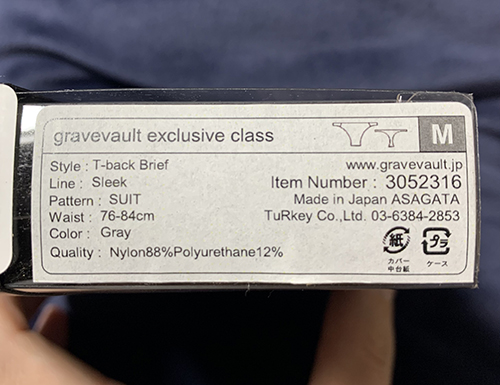 gravevault exclusive class
M
Style : T-back Brief
Line : Sleek
Pattern : SUIT
Waist : 76-84cm
Color : Gray
Quality : Nylon88%Polyurethane12%
www.gravevault.jp
Item Number : 3052316
Made in Japan ASAGATA
TuRkey Co.,Ltd. 03-6384-2853
紙
プラ
カバー
中台紙
ケース